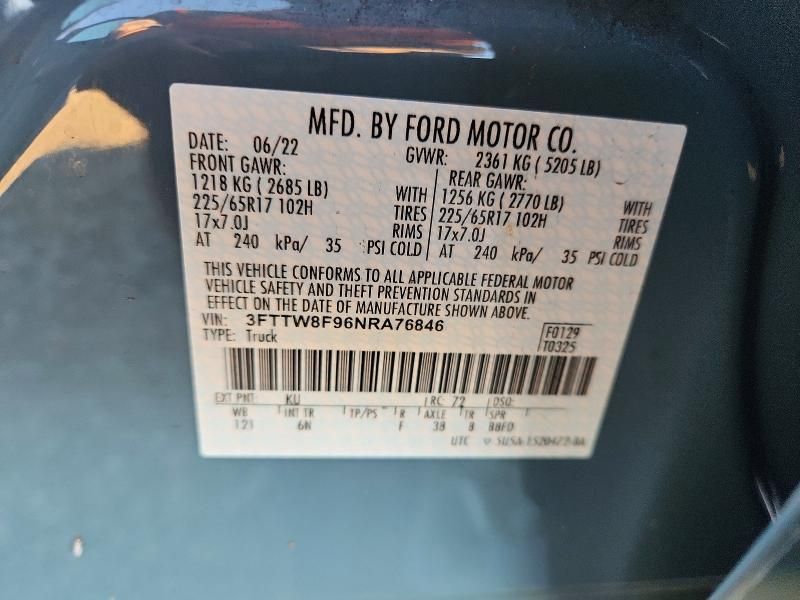 MFD. BY FORD MOTOR CO.
DATE: 06/22 GVWR: 2361 KG ( 5205 LB)
FRONT GAWR: REAR GAWR:
1218 KG ( 2685 LB) WITH 1256 KG ( 2770 LB) WITH
225/65R17 102H TIRES 225/65R17 102H TIRES
17x7.0J RIMS 17x7.0J RIMS
AT 240 kPa/ 35 PSI COLD AT 240 kPa/ 35 PSI COLD
THIS VEHICLE CONFORMS TO ALL APPLICABLE FEDERAL MOTOR
VEHICLE SAFETY AND THEFT PREVENTION STANDARDS IN
EFFECT ON THE DATE OF MANUFACTURE SHOWN ABOVE.
VIN: 3FTTW8F96NRA76846 F0129
TYPE: Truck T0325
EXT PNT: KU RC: 72 DSO:
WB INT TR TP/PS R AXLE TR SPR
121 6N F 38 8 BBFD
UTC